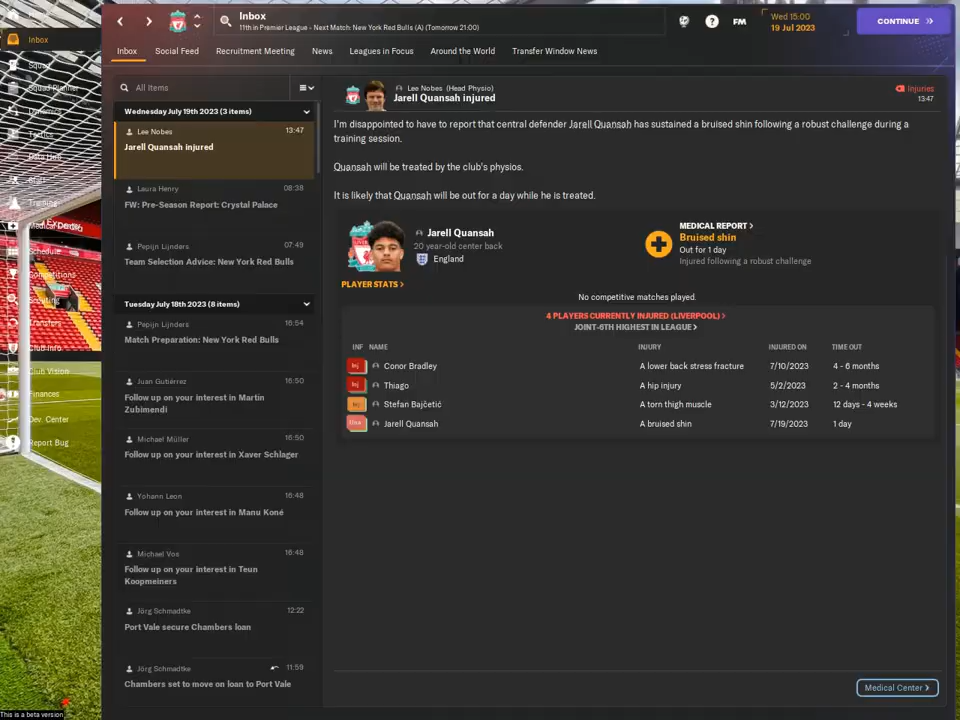 Inbox
11th in Premier League - Next Match: New York Red Bulls (A) (Tomorrow 21:00)
?
FM
Wed 15:00
19 Jul 2023
CONTINUE
Inbox
Inbox
Social Feed
Recruitment Meeting
News
Leagues in Focus
Around the World
Transfer Window News
Squad Planner
Medical Centre
Schedule
Competitions
Scouting
Transfers
Club Info
Club Vision
Finances
Dev. Center
Report Bug
This is a beta version
All Items
Wednesday July 19th 2023 (3 items)
Lee Nobes
13:47
Jarell Quansah injured
Laura Henry
08:38
FW: Pre-Season Report: Crystal Palace
Pepijn Lijnders
07:49
Team Selection Advice: New York Red Bulls
Tuesday July 18th 2023 (8 items)
Pepijn Lijnders
16:54
Match Preparation: New York Red Bulls
Juan Gutiérrez
16:50
Follow up on your interest in Martín
Zubimendi
Michael Müller
16:50
Follow up on your interest in Xaver Schlager
Yohann Leon
16:48
Follow up on your interest in Manu Koné
Michael Vos
16:48
Follow up on your interest in Teun
Koopmeiners
Jörg Schmadtke
12:22
Port Vale secure Chambers loan
Jörg Schmadtke
11:59
Chambers set to move on loan to Port Vale
Lee Nobes (Head Physio)
Jarell Quansah injured
Injuries
13:47
I'm disappointed to have to report that central defender Jarell Quansah has sustained a bruised shin following a robust challenge during a
training session.
Quansah will be treated by the club's physios.
It is likely that Quansah will be out for a day while he is treated.
Jarell Quansah
20 year-old center back
England
MEDICAL REPORT
Bruised shin
Out for 1 day
Injured following a robust challenge
PLAYER STATS
No competitive matches played.
4 PLAYERS CURRENTLY INJURED (LIVERPOOL)
JOINT-6TH HIGHEST IN LEAGUE
INF NAME INJURY INJURED ON TIME OUT
Inj Conor Bradley A lower back stress fracture 7/10/2023 4 - 6 months
Inj Thiago A hip injury 5/2/2023 2 - 4 months
Inj Stefan Bajčetić A torn thigh muscle 3/12/2023 12 days - 4 weeks
Una Jarell Quansah A bruised shin 7/19/2023 1 day
Medical Center